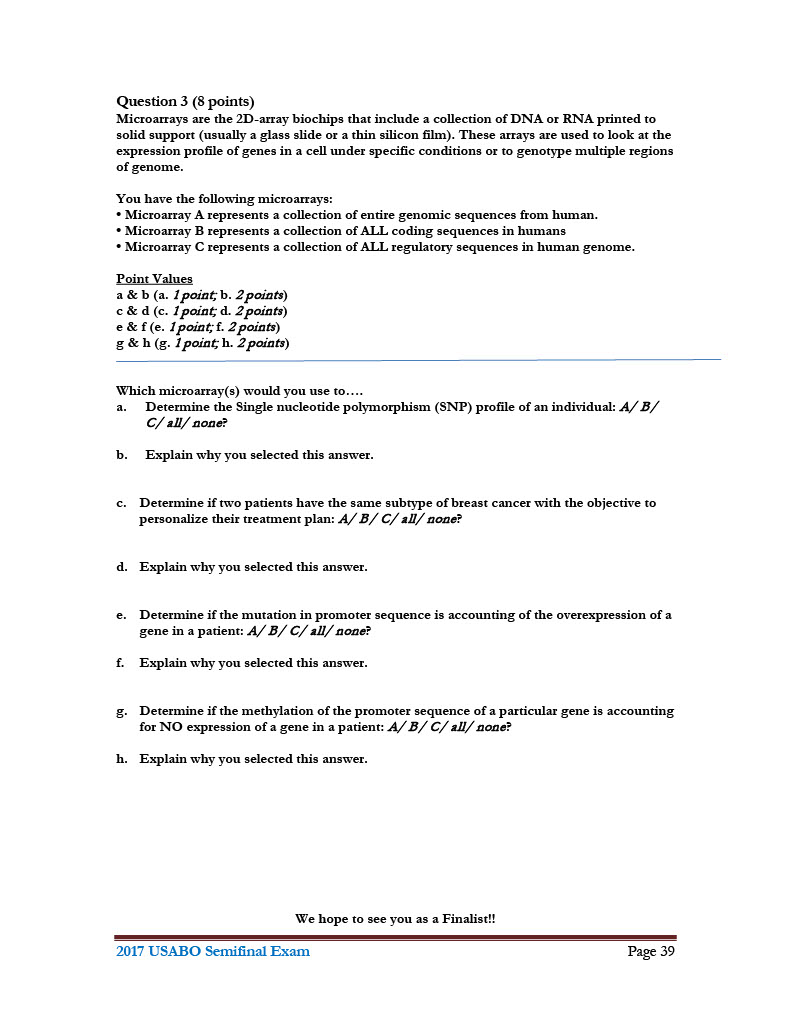 Question 3 (8 points)
Microarrays are the 2D-array biochips that include a collection of DNA or RNA printed to
solid support (usually a glass slide or a thin silicon film). These arrays are used to look at the
expression profile of genes in a cell under specific conditions or to genotype multiple regions
of genome.
You have the following microarrays:
• Microarray A represents a collection of entire genomic sequences from human.
• Microarray B represents a collection of ALL coding sequences in humans
• Microarray C represents a collection of ALL regulatory sequences in human genome.
Point Values
a & b (a. 1 point; b. 2 points)
c & d (c. 1 point; d. 2 points)
e & f (e. 1 point; f. 2 points)
g & h (g. 1 point; h. 2 points)
Which microarray(s) would you use to….
a. Determine the Single nucleotide polymorphism (SNP) profile of an individual: A/ B/
C/ all/ none?
b. Explain why you selected this answer.
c. Determine if two patients have the same subtype of breast cancer with the objective to
personalize their treatment plan: A/ B/ C/ all/ none?
d. Explain why you selected this answer.
e. Determine if the mutation in promoter sequence is accounting of the overexpression of a
gene in a patient: A/ B/ C/ all/ none?
f. Explain why you selected this answer.
g. Determine if the methylation of the promoter sequence of a particular gene is accounting
for NO expression of a gene in a patient: A/ B/ C/ all/ none?
h. Explain why you selected this answer.
We hope to see you as a Finalist!!
2017 USABO Semifinal Exam Page 39